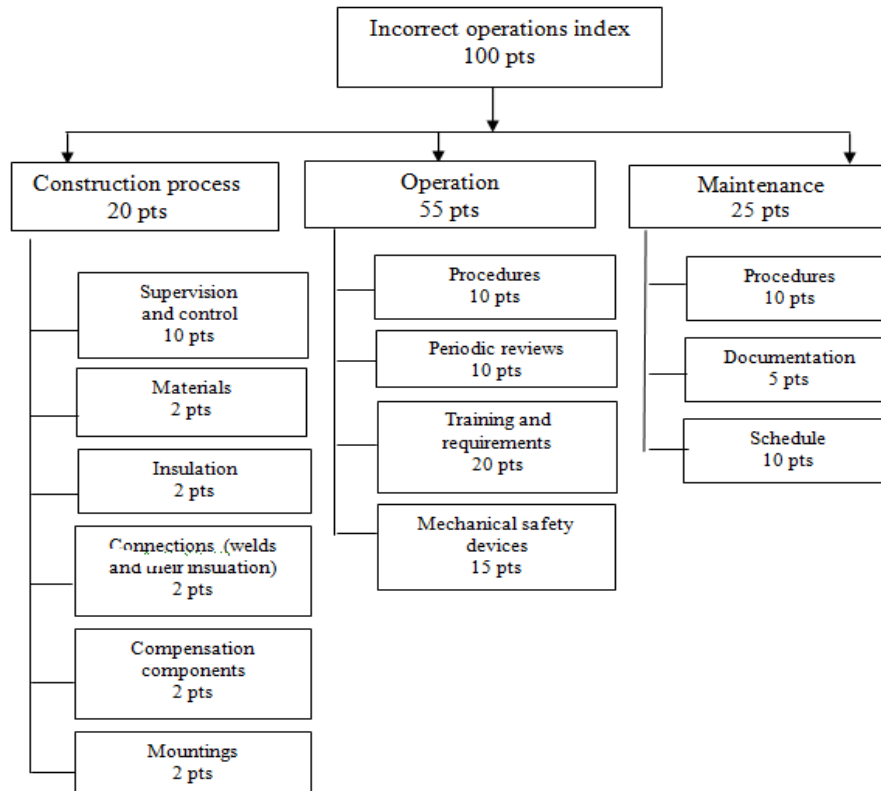 Incorrect operations index
100 pts
Construction process
20 pts
Operation
55 pts
Maintenance
25 pts
Supervision
and control
10 pts
Materials
2 pts
Insulation
2 pts
Connections (welds
and their insulation)
2 pts
Compensation
components
2 pts
Mountings
2 pts
Procedures
10 pts
Periodic reviews
10 pts
Training and
requirements
20 pts
Mechanical safety
devices
15 pts
Procedures
10 pts
Documentation
5 pts
Schedule
10 pts